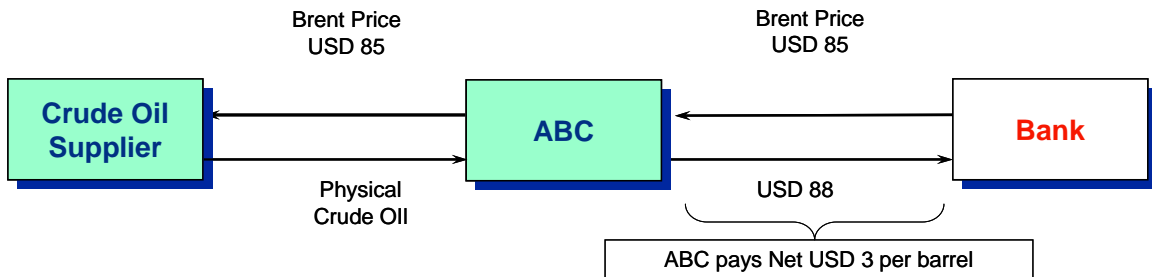 Brent Price
USD 85
Brent Price
USD 85
Crude Oil
Supplier
ABC
Bank
Physical
Crude OIl
USD 88
ABC pays Net USD 3 per barrel